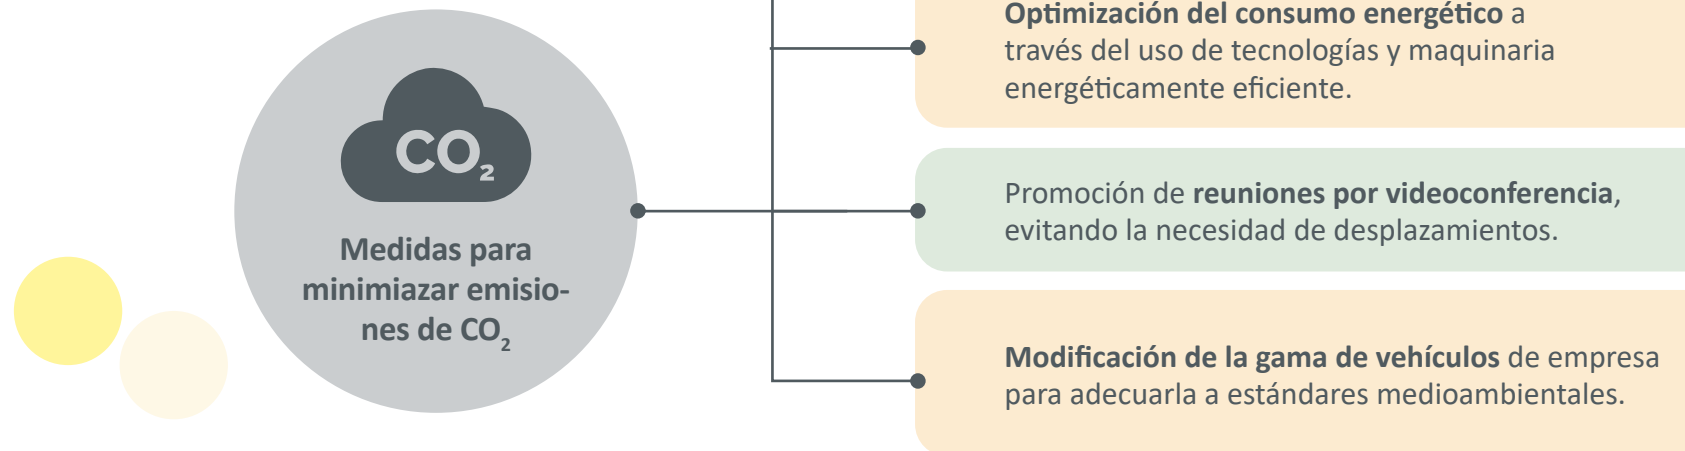 CO₂
Medidas para
minimiazar emisio-
nes de CO₂
Optimización del consumo energético a
través del uso de tecnologías y maquinaria
energéticamente eficiente.
Promoción de reuniones por videoconferencia,
evitando la necesidad de desplazamientos.
Modificación de la gama de vehículos de empresa
para adecuarla a estándares medioambientales.